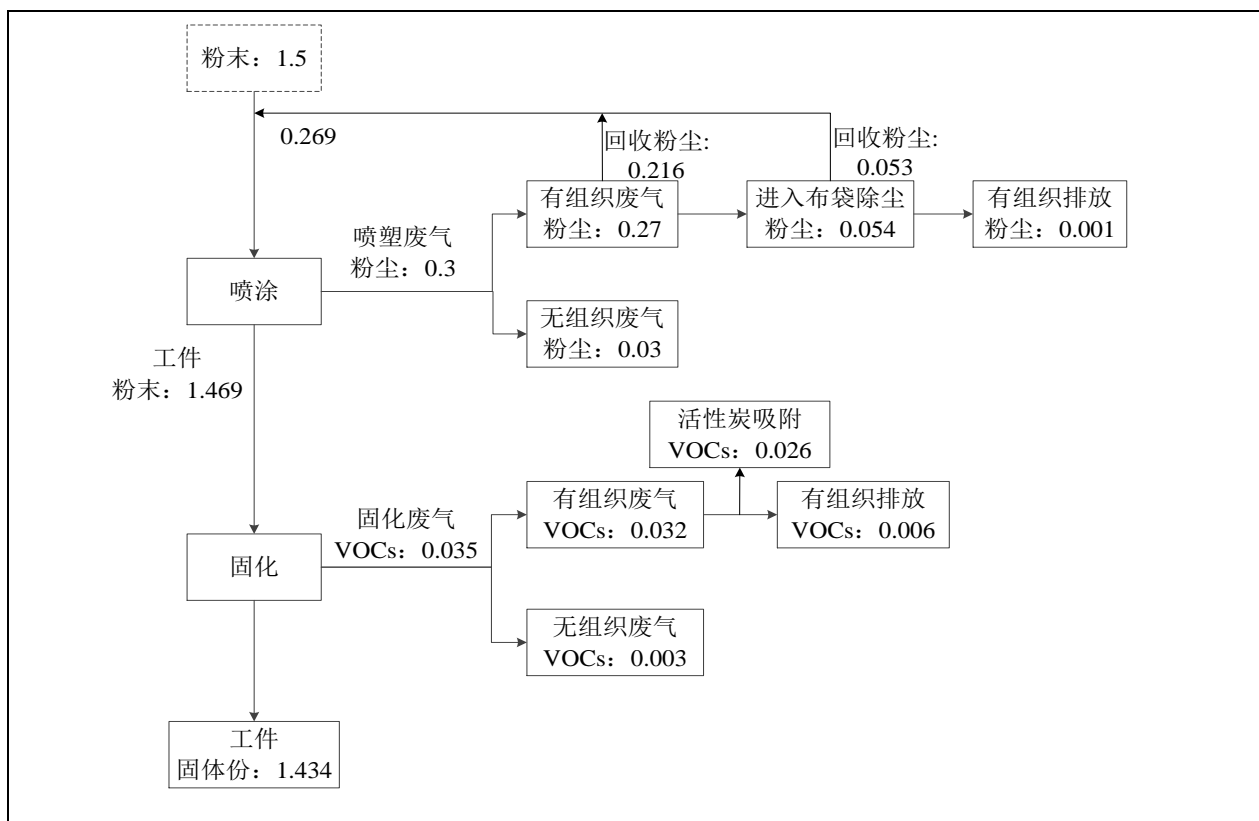 粉末：1.5
0.269
回收粉尘:
0.216
回收粉尘:
0.053
有组织废气
粉尘：0.27
进入布袋除尘
粉尘：0.054
有组织排放
粉尘：0.001
喷塑废气
粉尘：0.3
喷涂
无组织废气
粉尘：0.03
工件
粉末：1.469
活性炭吸附
VOCs：0.026
有组织废气
VOCs：0.032
有组织排放
VOCs：0.006
固化废气
VOCs：0.035
固化
无组织废气
VOCs：0.003
工件
固体份：1.434